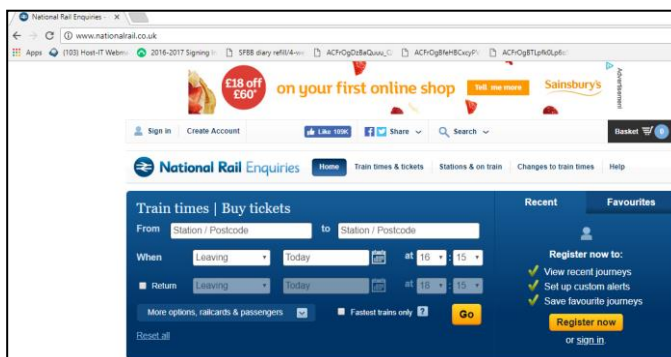 National Rail Enquiries -
www.nationalrail.co.uk
Apps (103) Host-IT Webma 2016-2017 Signing In SFBB diary refill/4-we
£18 off £60* on your first online shop Tell me more Sainsbury's
Advertisement
Sign in Create Account Like 109K Share Search Basket 0
National Rail Enquiries Home Train times & tickets Stations & on train Changes to train times Help
Train times | Buy tickets Recent Favourites
From Station / Postcode to Station / Postcode
When Leaving Today at 16 : 15
Register now to:
Return Leaving Today at 18 : 15
View recent journeys
Set up custom alerts
Save favourite journeys
More options, railcards & passengers Fastest trains only ? Go
Register now
Reset all
or sign in.